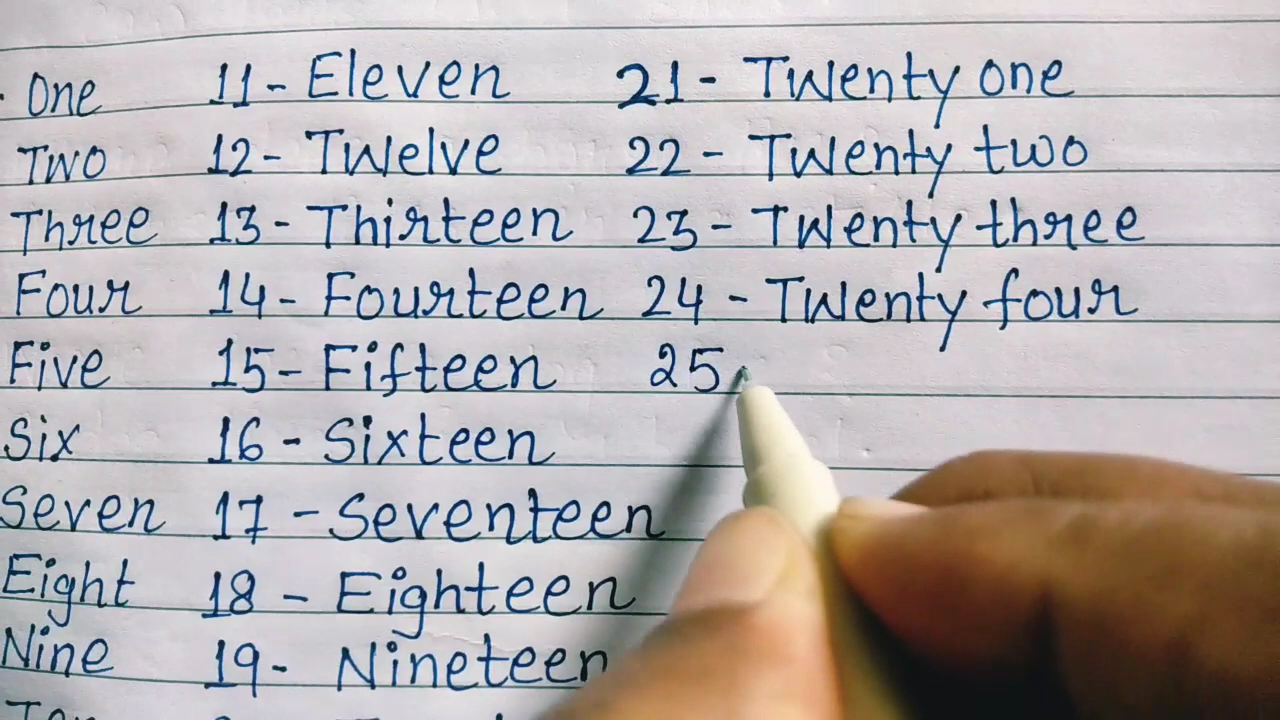 One 11 - Eleven 21 - Twenty one
Two 12 - Twelve 22 - Twenty two
Three 13 - Thirteen 23 - Twenty three
Four 14 - Fourteen 24 - Twenty four
Five 15 - Fifteen 25
Six 16 - Sixteen
Seven 17 - Seventeen
Eight 18 - Eighteen
Nine 19 - Nineteen